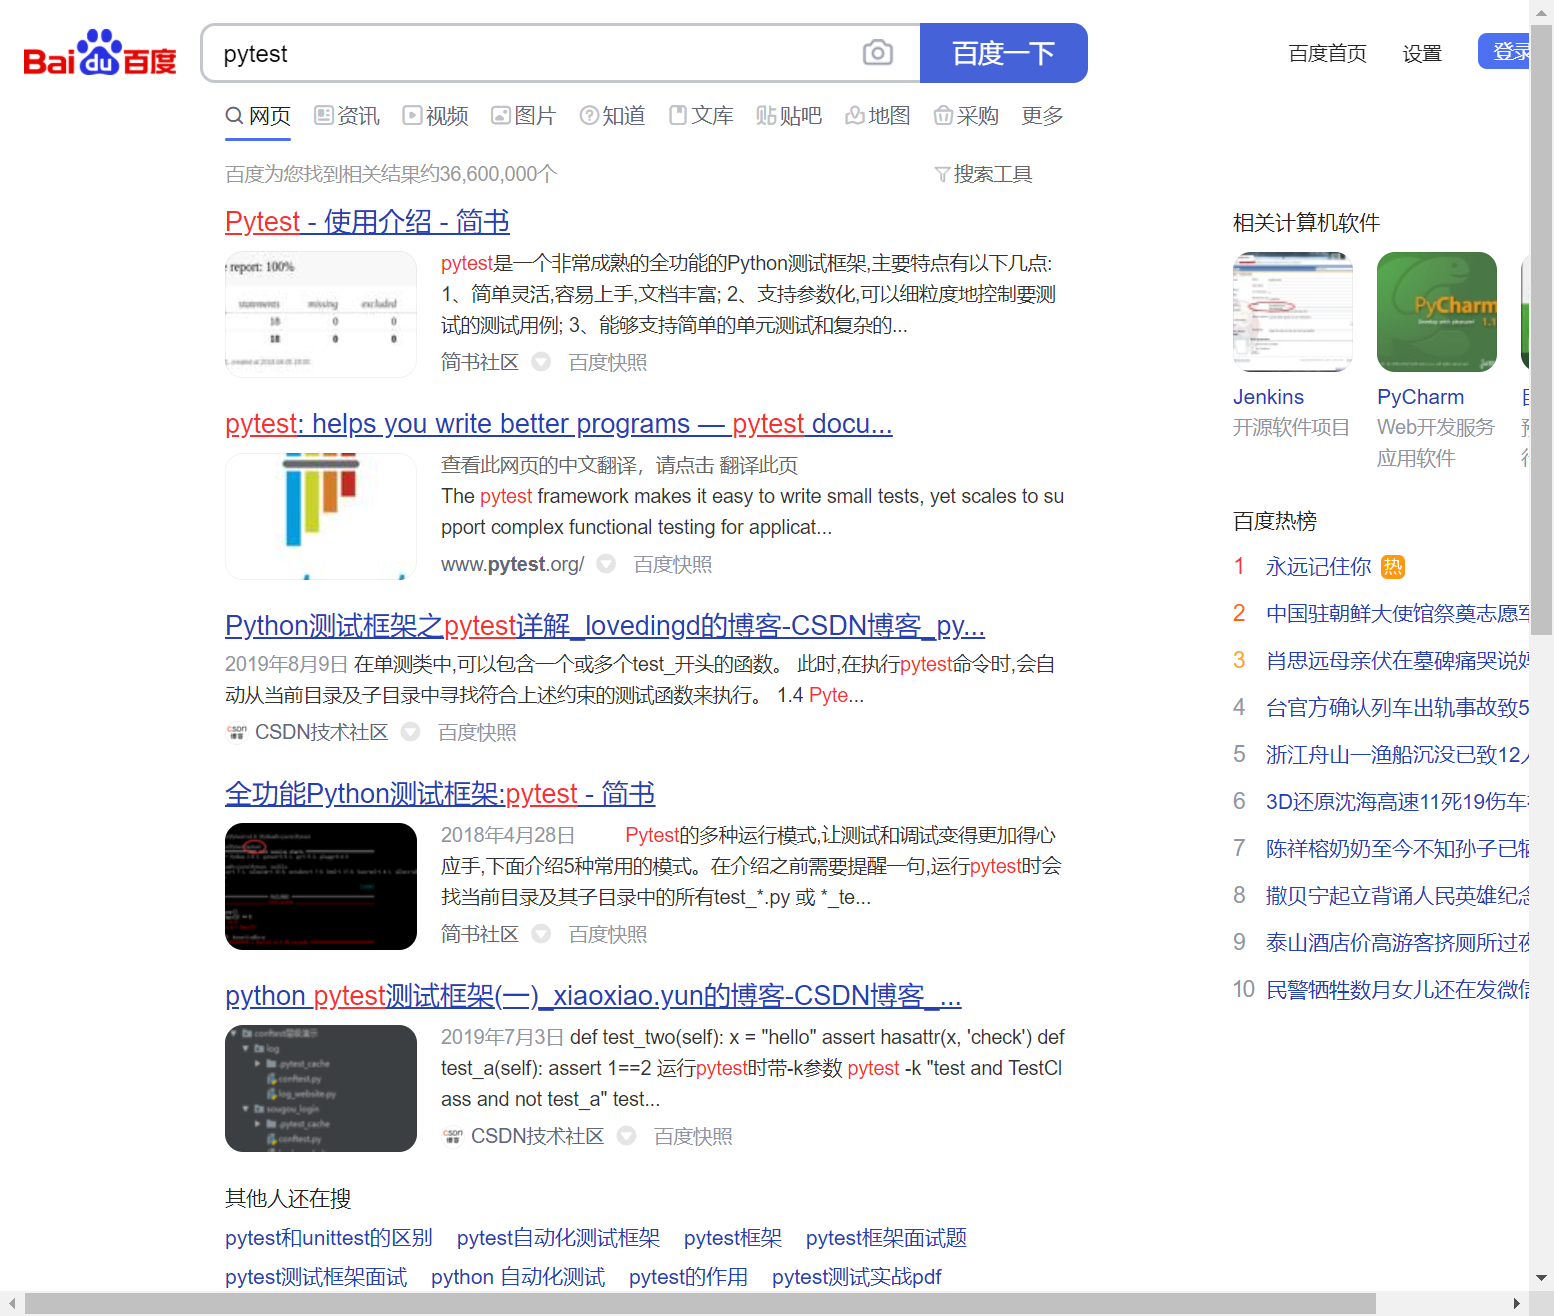 Bai du 百度
pytest
百度一下
百度首页 设置 登录
网页 资讯 视频 图片 知道 文库 贴吧 地图 采购 更多
百度为您找到相关结果约36,600,000个
搜索工具
Pytest - 使用介绍 - 简书
report: 100%
statements missing excluded
18 0 0
18 0 0
pytest是一个非常成熟的全功能的Python测试框架,主要特点有以下几点:
1、简单灵活,容易上手,文档丰富; 2、支持参数化,可以细粒度地控制要测
试的测试用例; 3、能够支持简单的单元测试和复杂的...
简书社区 百度快照
pytest: helps you write better programs — pytest docu...
查看此网页的中文翻译，请点击 翻译此页
The pytest framework makes it easy to write small tests, yet scales to su
pport complex functional testing for applicat...
www.pytest.org/ 百度快照
Python测试框架之pytest详解_lovedingd的博客-CSDN博客_py...
2019年8月9日 在单测类中,可以包含一个或多个test_开头的函数。 此时,在执行pytest命令时,会自
动从当前目录及子目录中寻找符合上述约束的测试函数来执行。 1.4 Pyte...
CSDN技术社区 百度快照
全功能Python测试框架:pytest - 简书
2018年4月28日 Pytest的多种运行模式,让测试和调试变得更加得心
应手,下面介绍5种常用的模式。在介绍之前需要提醒一句,运行pytest时会
找当前目录及其子目录中的所有test_*.py 或 *_te...
简书社区 百度快照
python pytest测试框架(一)_xiaoxiao.yun的博客-CSDN博客_...
log
.pytest_cache
conftest.py
log_website.py
sougou_login
.pytest_cache
conftest.py
2019年7月3日 def test_two(self): x = "hello" assert hasattr(x, 'check') def
test_a(self): assert 1==2 运行pytest时带-k参数 pytest -k "test and TestCl
ass and not test_a" test...
CSDN技术社区 百度快照
其他人还在搜
pytest和unittest的区别 pytest自动化测试框架 pytest框架 pytest框架面试题
pytest测试框架面试 python 自动化测试 pytest的作用 pytest测试实战pdf
相关计算机软件
PyCharm
Jenkins PyCharm
开源软件项目 Web开发服务
应用软件
百度热榜
1 永远记住你 热
2 中国驻朝鲜大使馆祭奠志愿军
3 肖思远母亲伏在墓碑痛哭说妈
4 台官方确认列车出轨事故致5
5 浙江舟山一渔船沉没已致12人
6 3D还原沈海高速11死19伤车
7 陈祥榕奶奶至今不知孙子已牺
8 撒贝宁起立背诵人民英雄纪念
9 泰山酒店价高游客挤厕所过夜
10 民警牺牲数月女儿还在发微信